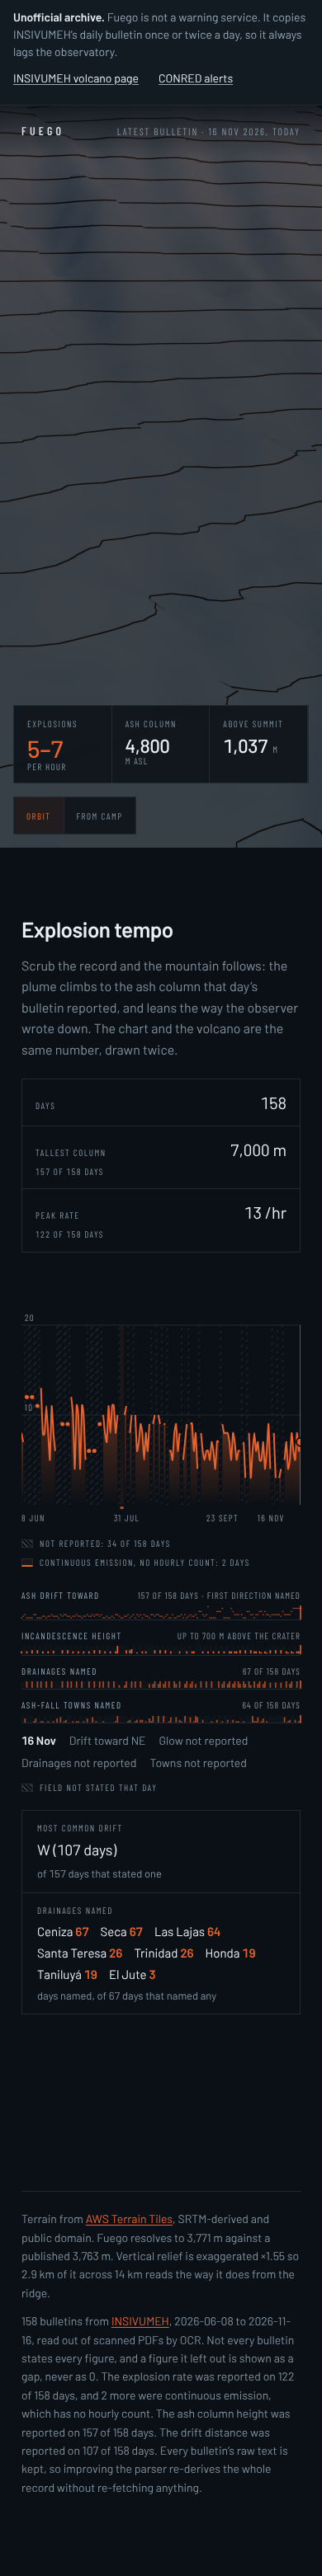 Unofficial archive. Fuego is not a warning service. It copies
INSIVUMEH's daily bulletin once or twice a day, so it always
lags the observatory.
INSIVUMEH volcano page CONRED alerts
FUEGO LATEST BULLETIN · 16 NOV 2026, TODAY
EXPLOSIONS ASH COLUMN ABOVE SUMMIT
5–7 4,800 1,037 M
PER HOUR M ASL
ORBIT FROM CAMP
Explosion tempo
Scrub the record and the mountain follows: the
plume climbs to the ash column that day's
bulletin reported, and leans the way the observer
wrote down. The chart and the volcano are the
same number, drawn twice.
DAYS 158
TALLEST COLUMN 7,000 m
157 OF 158 DAYS
PEAK RATE 13 /hr
122 OF 158 DAYS
20
10
8 JUN 31 JUL 23 SEPT 16 NOV
NOT REPORTED: 34 OF 158 DAYS
CONTINUOUS EMISSION, NO HOURLY COUNT: 2 DAYS
ASH DRIFT TOWARD 157 OF 158 DAYS · FIRST DIRECTION NAMED
INCANDESCENCE HEIGHT UP TO 700 M ABOVE THE CRATER
DRAINAGES NAMED 67 OF 158 DAYS
ASH-FALL TOWNS NAMED 64 OF 158 DAYS
16 Nov Drift toward NE Glow not reported
Drainages not reported Towns not reported
FIELD NOT STATED THAT DAY
MOST COMMON DRIFT
W (107 days)
of 157 days that stated one
DRAINAGES NAMED
Ceniza 67 Seca 67 Las Lajas 64
Santa Teresa 26 Trinidad 26 Honda 19
Taniluyá 19 El Jute 3
days named, of 67 days that named any
Terrain from AWS Terrain Tiles, SRTM-derived and
public domain. Fuego resolves to 3,771 m against a
published 3,763 m. Vertical relief is exaggerated ×1.55 so
2.9 km of it across 14 km reads the way it does from the
ridge.
158 bulletins from INSIVUMEH, 2026-06-08 to 2026-11-
16, read out of scanned PDFs by OCR. Not every bulletin
states every figure, and a figure it left out is shown as a
gap, never as 0. The explosion rate was reported on 122
of 158 days, and 2 more were continuous emission,
which has no hourly count. The ash column height was
reported on 157 of 158 days. The drift distance was
reported on 107 of 158 days. Every bulletin's raw text is
kept, so improving the parser re-derives the whole
record without re-fetching anything.